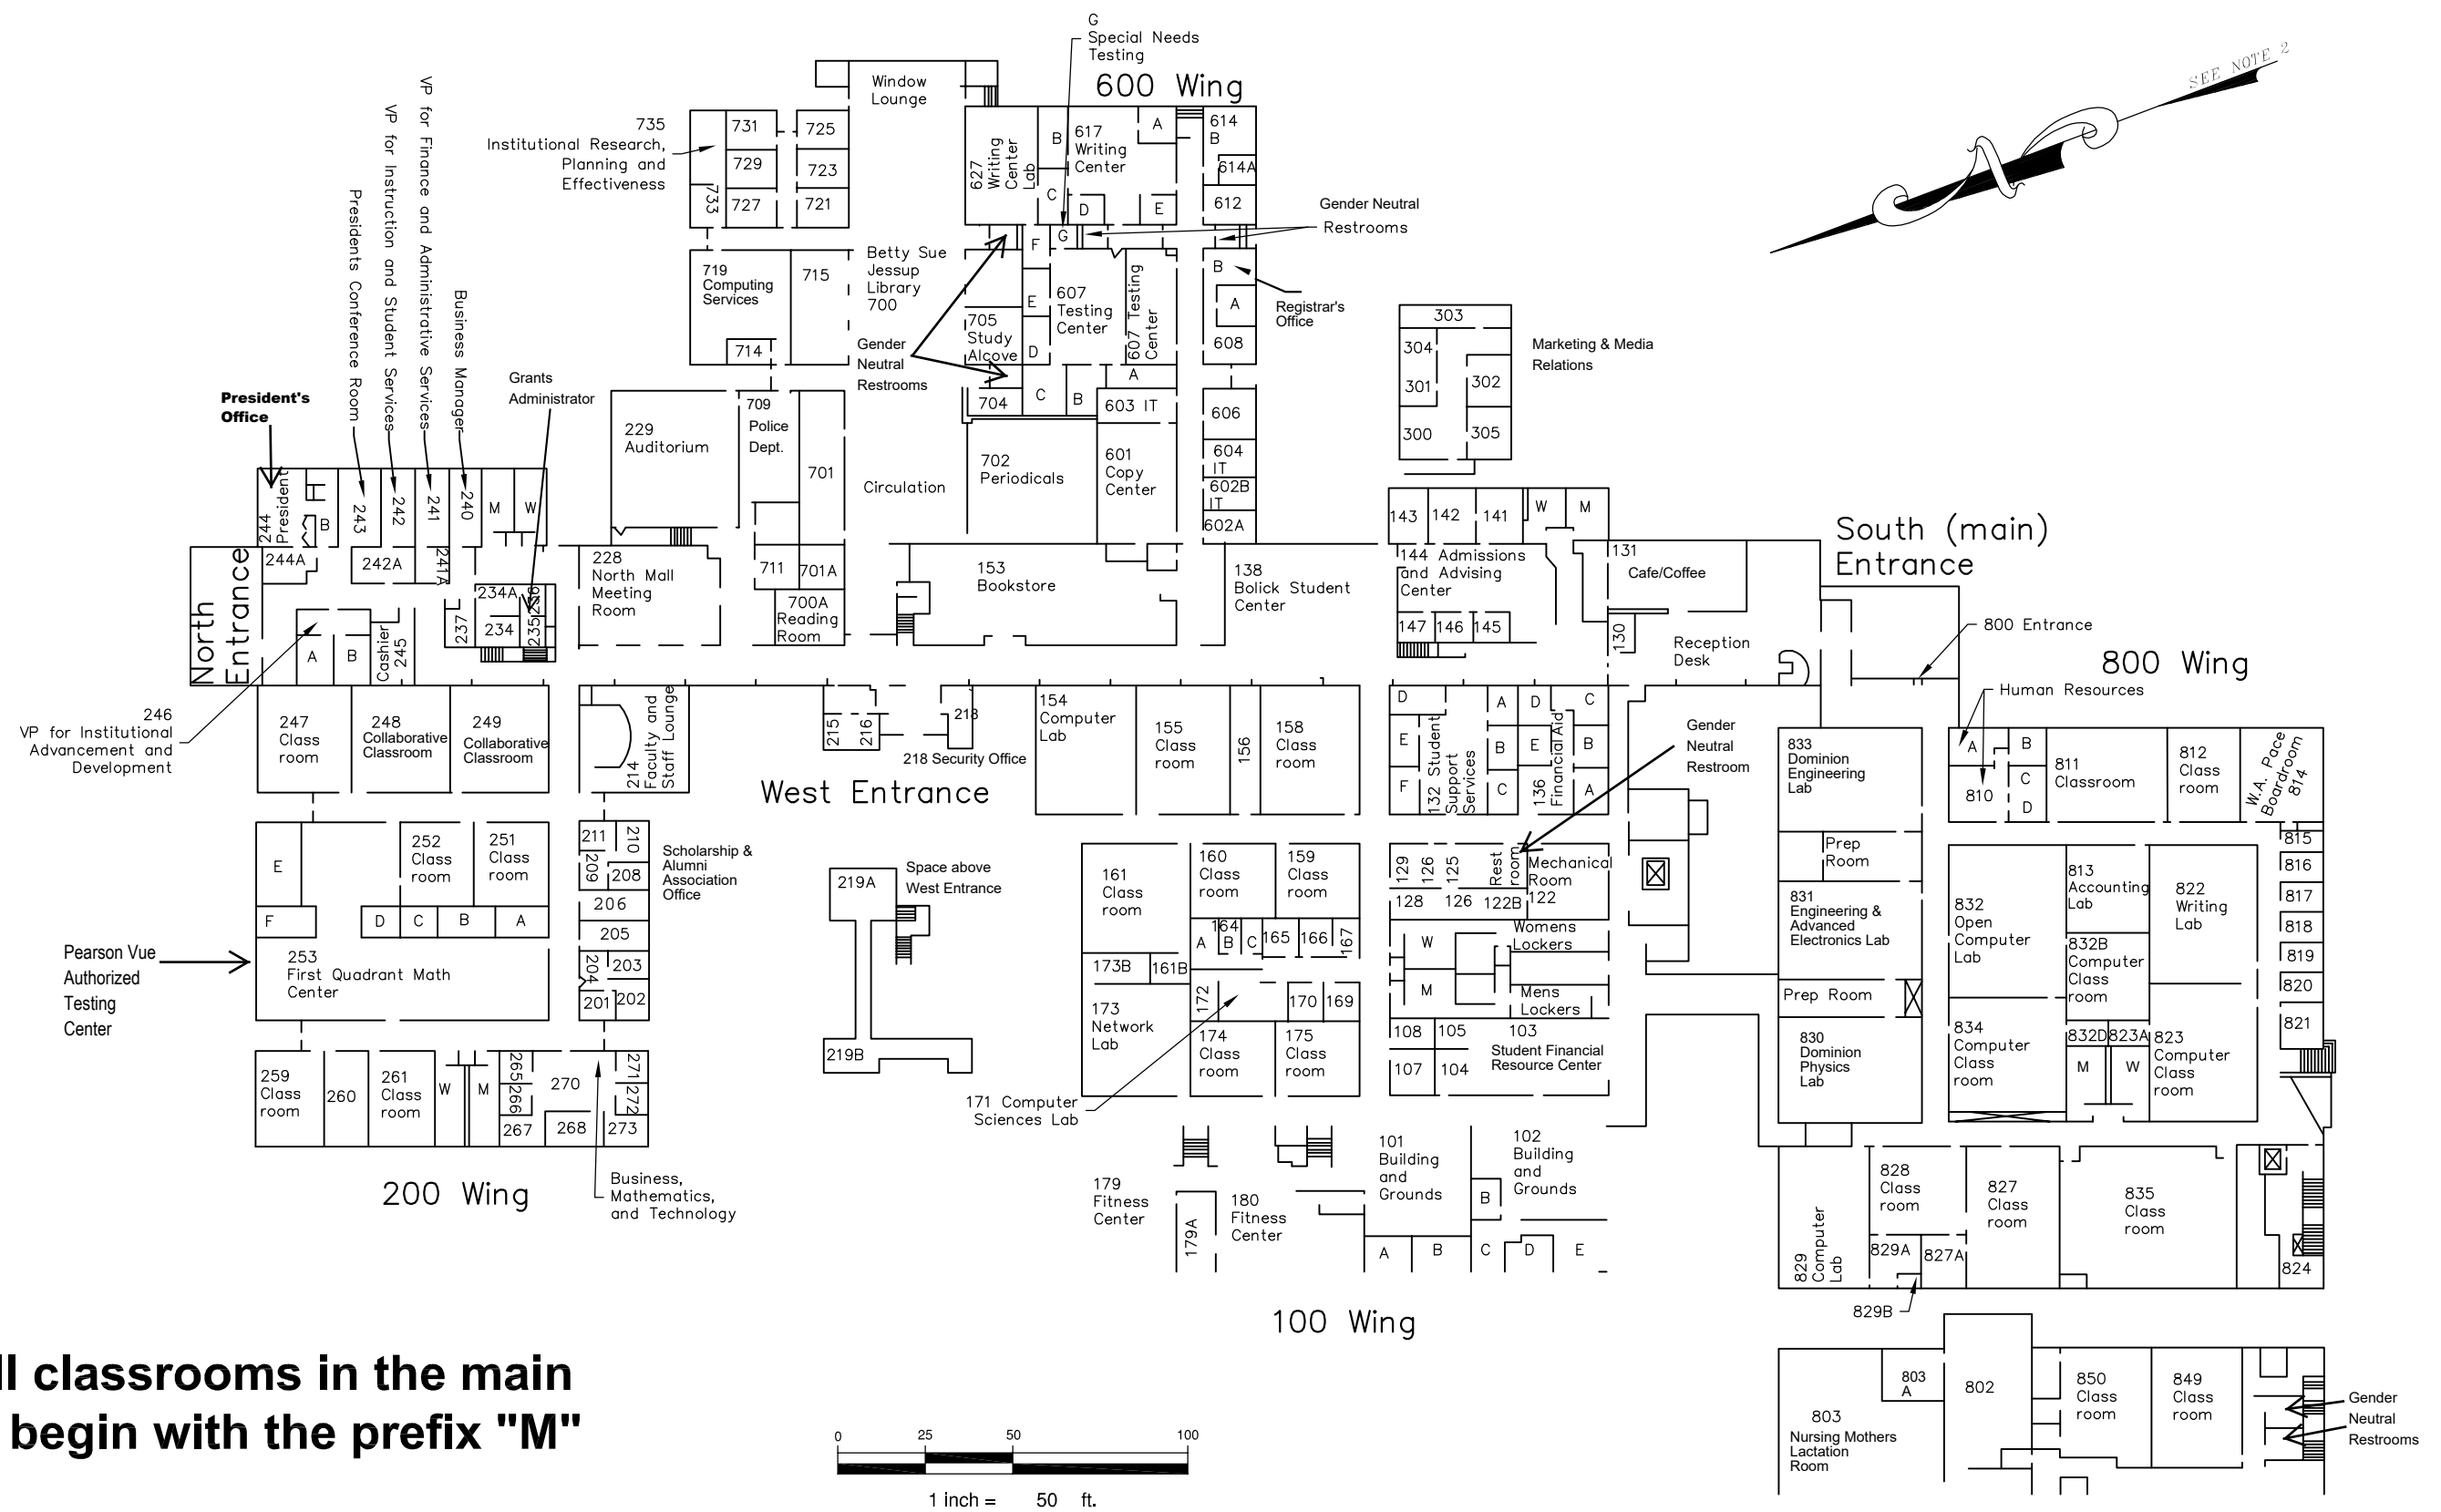 G
Special Needs
Testing
600 Wing
SEE NOTE 2
N
Window
Lounge
735
Institutional Research,
Planning and
Effectiveness
731
725
729
723
733
727
721
627
Writing
Center
Lab
B
617
Writing
Center
A
C
D
E
614
B
614A
612
Gender Neutral
Restrooms
G
F
VP for Finance and Administrative Services
VP for Instruction and Student Services
Presidents Conference Room
Business Manager
719
Computing
Services
715
714
Betty Sue
Jessup
Library
700
Gender
Neutral
Restrooms
705
Study
Alcove
E
D
607
Testing
Center
607 Testing
Center
B
A
608
Registrar's
Office
704
C
B
A
603 IT
606
604
IT
602B
IT
602A
303
304
301
302
300
305
Marketing & Media
Relations
President's
Office
Grants
Administrator
229
Auditorium
709
Police
Dept.
701
Circulation
702
Periodicals
601
Copy
Center
244
President
B
243
242
241
240
M
W
244A
242A
241A
North
Entrance
234A
234
235
236
237
A
B
Cashier
245
228
North Mall
Meeting
Room
711
701A
700A
Reading
Room
153
Bookstore
138
Bolick Student
Center
143
142
141
W
M
144 Admissions
and Advising
Center
147
146
145
131
Cafe/Coffee
130
Reception
Desk
South (main)
Entrance
800 Entrance
800 Wing
Human Resources
246
VP for Institutional
Advancement and
Development
247
Class
room
248
Collaborative
Classroom
249
Collaborative
Classroom
214
Faculty and
Staff Lounge
215
216
218
218 Security Office
West Entrance
154
Computer
Lab
155
Class
room
156
158
Class
room
D
E
F
132 Student
Support
Services
A
B
C
D
E
136
Financial Aid
C
B
A
Gender
Neutral
Restroom
833
Dominion
Engineering
Lab
A
810
B
C
D
811
Classroom
812
Class
room
W.A. Pace
Boardroom
814
E
F
252
Class
room
251
Class
room
D
C
B
A
253
First Quadrant Math
Center
Pearson Vue
Authorized
Testing
Center
211
210
209
208
206
205
204
203
201
202
Scholarship &
Alumni
Association
Office
219A
Space above
West Entrance
219B
161
Class
room
160
Class
room
159
Class
room
164
A
B
C
165
166
167
173B
161B
172
170
169
173
Network
Lab
174
Class
room
175
Class
room
171 Computer
Sciences Lab
129
126
125
Rest
room
Mechanical
Room
128
126
122B
122
Womens
Lockers
W
M
Mens
Lockers
108
105
103
Student Financial
Resource Center
107
104
Prep
Room
831
Engineering &
Advanced
Electronics Lab
Prep Room
830
Dominion
Physics
Lab
832
Open
Computer
Lab
813
Accounting
Lab
822
Writing
Lab
832B
Computer
Class
room
834
Computer
Class
room
832D
823A
823
Computer
Class
room
M
W
815
816
817
818
819
820
821
259
Class
room
260
261
Class
room
W
M
265
266
267
270
268
271
272
273
200 Wing
Business,
Mathematics,
and Technology
179
Fitness
Center
179A
180
Fitness
Center
101
Building
and
Grounds
102
Building
and
Grounds
B
A
B
C
D
E
100 Wing
829
Computer
Lab
828
Class
room
829A
827A
827
Class
room
835
Class
room
824
829B
803
A
802
850
Class
room
849
Class
room
803
Nursing Mothers
Lactation
Room
Gender
Neutral
Restrooms
ll classrooms in the main
begin with the prefix "M"
0 25 50 100
1 inch = 50 ft.